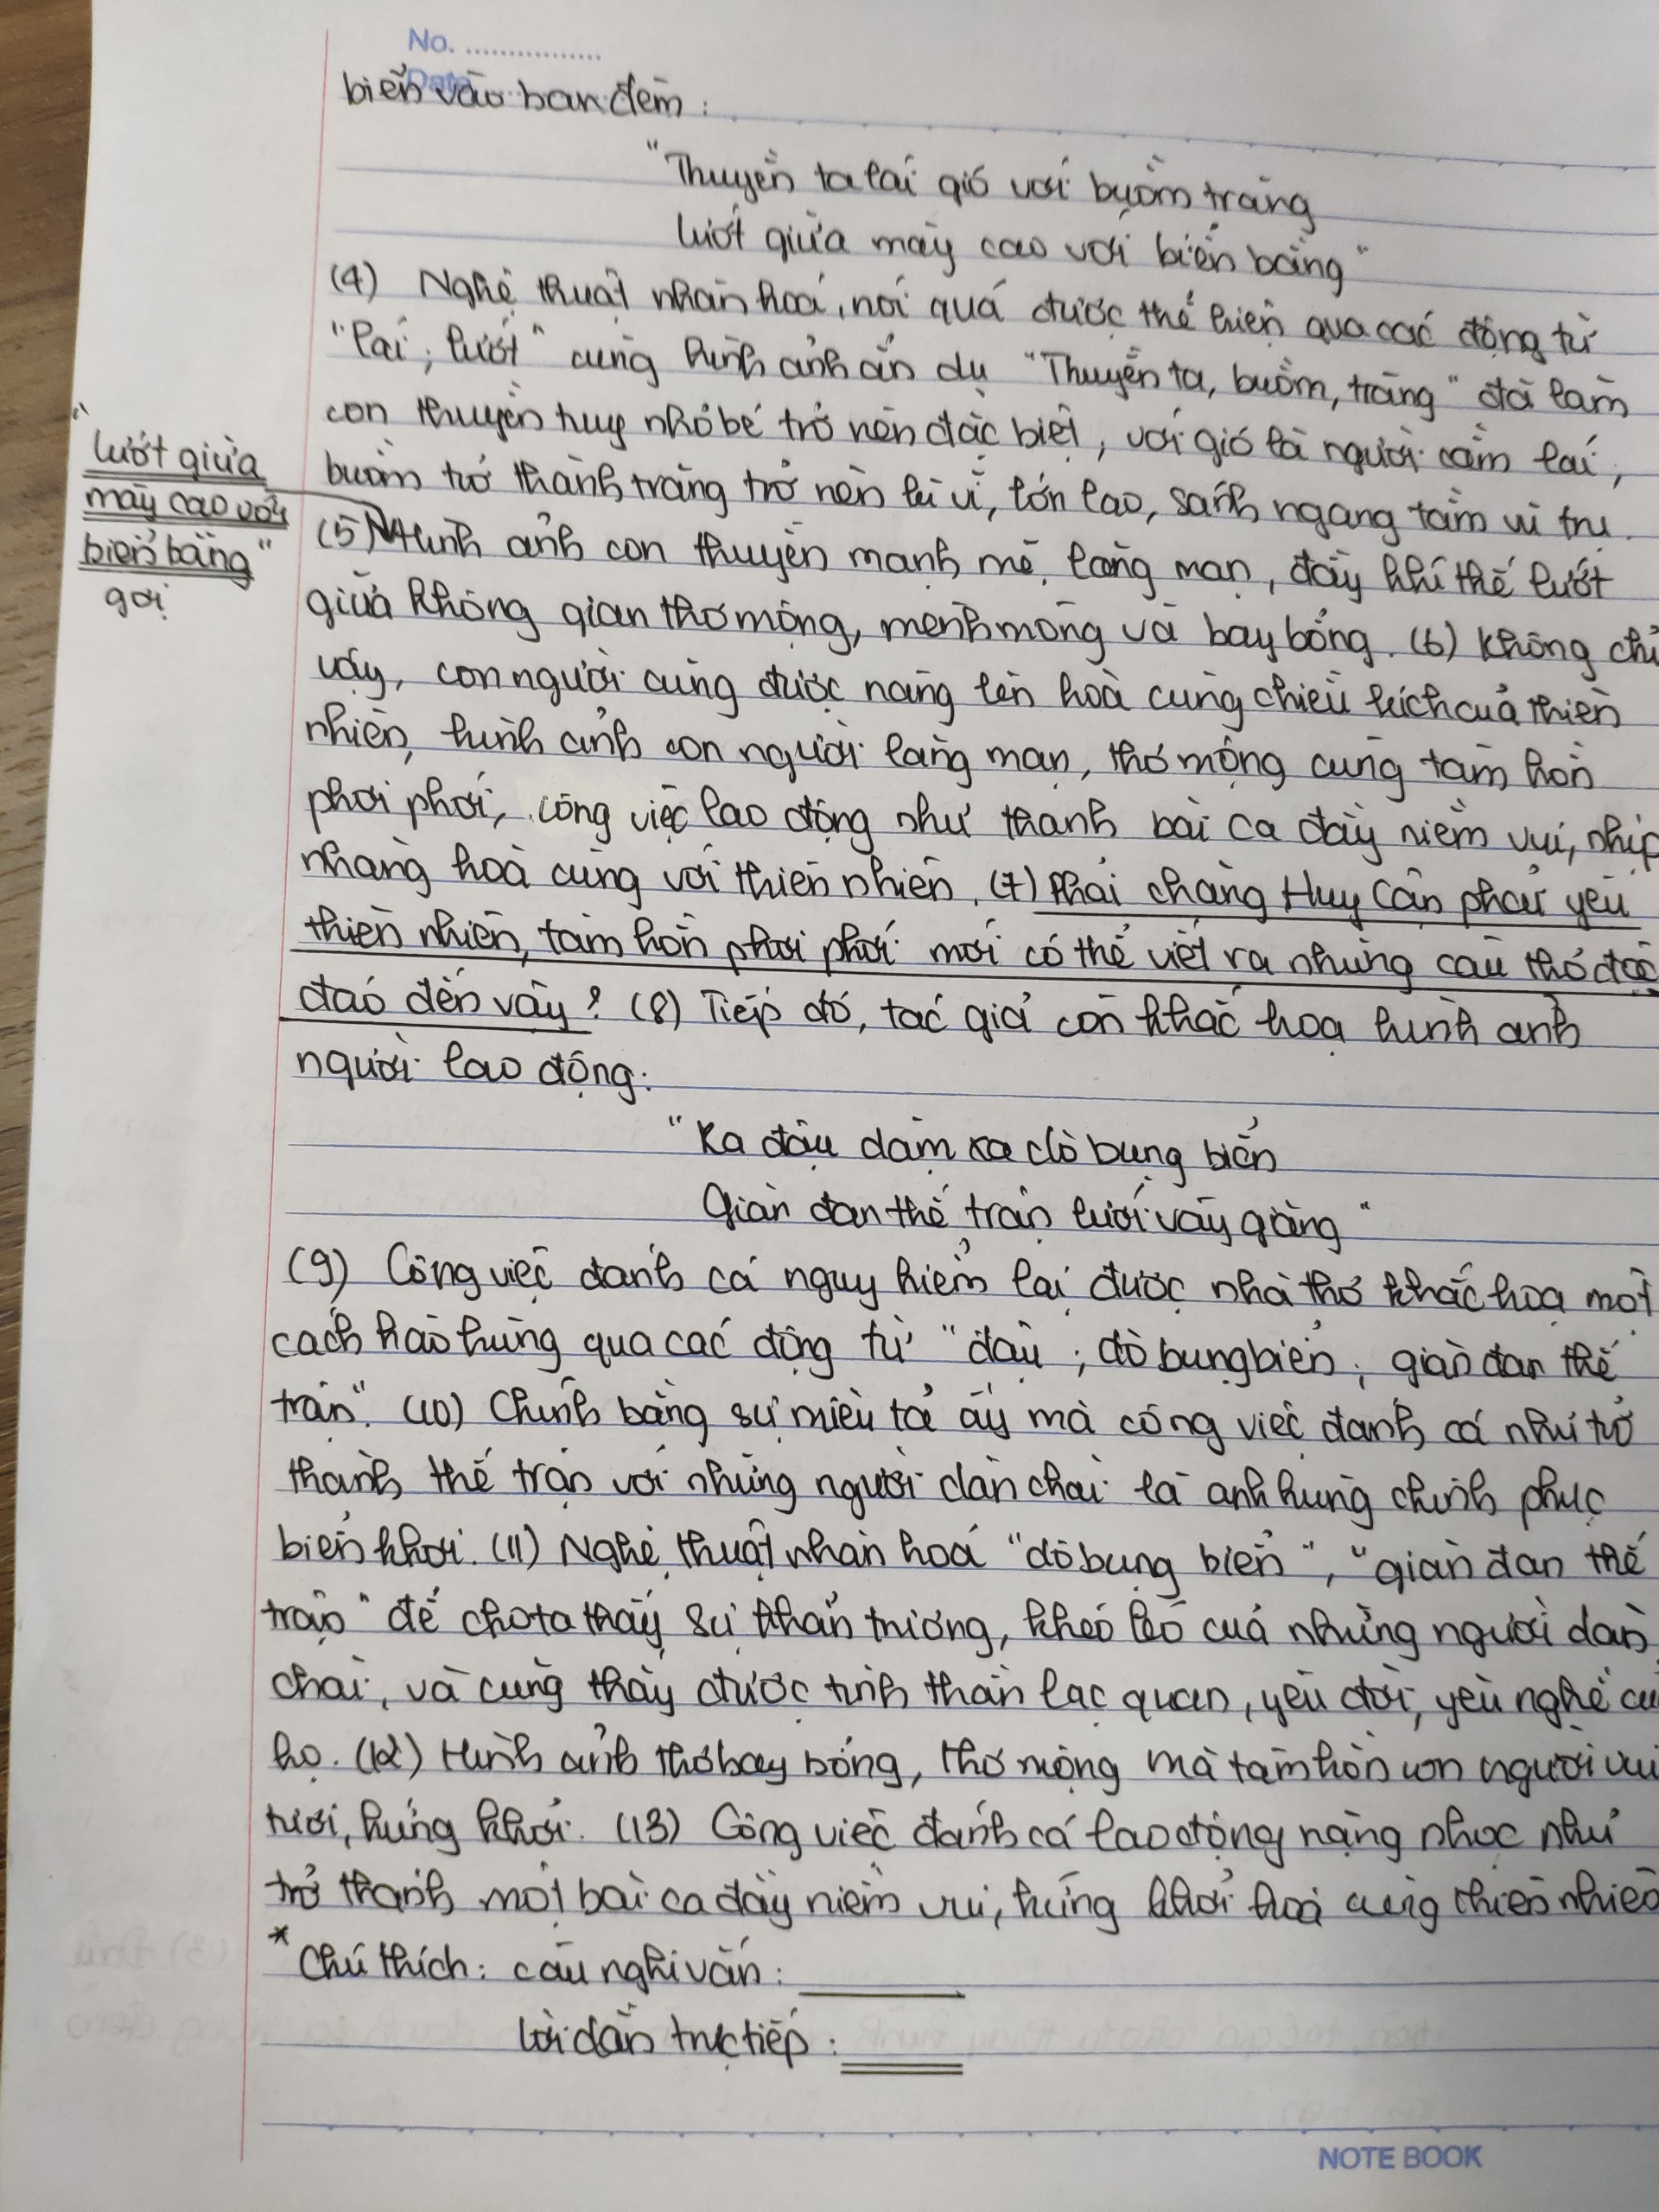 No. ................
Date
biển vào ban đêm:
"Thuyền ta lái gió với buồm trăng
Lướt giữa mây cao với biển bằng"
(4) Nghệ thuật nhân hoá, nói quá được thể hiện qua các động từ
"lái; lướt" cùng hình ảnh ẩn dụ "Thuyền ta, buồm, trăng" đã làm
con thuyền tuy nhỏ bé trở nên đặc biệt, với gió là người cầm lái,
buồm trở thành trăng trở nên kì vĩ, lớn lao, sánh ngang tầm vũ trụ.
"lướt giữa
mây cao với
biển bằng"
gợi
(5) Hình ảnh con thuyền mạnh mẽ, lãng mạn, đầy khí thế lướt
giữa không gian thơ mộng, mênh mông và bay bổng. (6) Không chỉ
vậy, con người cũng được nâng lên hoà cùng chiều kích của thiên
nhiên, hình ảnh con người lãng mạn, thơ mộng cùng tâm hồn
phơi phới, công việc lao động như thành bài ca đầy niềm vui, nhịp
nhàng hoà cùng với thiên nhiên. (7) Phải chăng Huy Cận phải yêu
thiên nhiên, tâm hồn phơi phới mới có thể viết ra những câu thơ độc
đáo đến vậy? (8) Tiếp đó, tác giả còn khắc hoạ hình ảnh
người lao động:
"Ra đậu dặm xa dò bụng biển
Giàn đan thế trận lưới vây giăng"
(9) Công việc đánh cá nguy hiểm lại được nhà thơ khắc hoạ một
cách hào hùng qua các động từ "đậu; dò bụng biển; giàn đan thế
trận". (10) Chính bằng sự miêu tả ấy mà công việc đánh cá như trở
thành thế trận với những người dân chài là anh hùng chinh phục
biển khơi. (11) Nghệ thuật nhân hoá "dò bụng biển", "giàn đan thế
trận" để cho ta thấy sự khẩn trương, khéo léo của những người dân
chài, và cũng thấy được tinh thần lạc quan, yêu đời, yêu nghề củ
họ. (12) Hình ảnh thơ bay bổng, thơ mộng mà tâm hồn con người vui
tươi, hứng khởi. (13) Công việc đánh cá lao động nặng nhọc như
trở thành một bài ca đầy niềm vui, hứng khởi hoà cùng thiên nhiên
* Chú thích: câu nghi vấn:
Lời dẫn trực tiếp:
NOTE BOOK